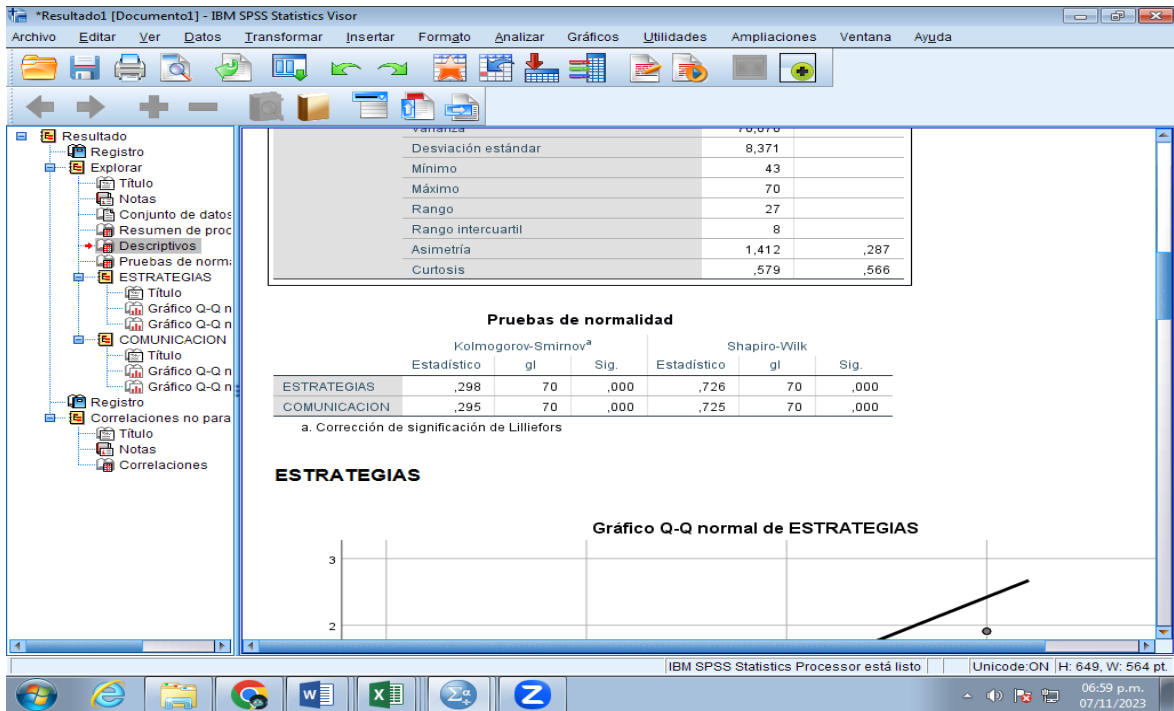 *Resultado1 [Documento1] - IBM SPSS Statistics Visor
Archivo Editar Ver Datos Transformar Insertar Formato Analizar Gráficos Utilidades Ampliaciones Ventana Ayuda
Resultado
Registro
Explorar
Título
Notas
Conjunto de datos
Resumen de proc
Descriptivos
Pruebas de norm
ESTRATEGIAS
Título
Gráfico Q-Q n
Gráfico Q-Q n
COMUNICACION
Título
Gráfico Q-Q n
Gráfico Q-Q n
Registro
Correlaciones no para
Título
Notas
Correlaciones
Varianza 70,070
Desviación estándar 8,371
Mínimo 43
Máximo 70
Rango 27
Rango intercuartil 8
Asimetría 1,412 ,287
Curtosis ,579 ,566
Pruebas de normalidad
Kolmogorov-Smirnovª Shapiro-Wilk
Estadístico gl Sig. Estadístico gl Sig.
ESTRATEGIAS ,298 70 ,000 ,726 70 ,000
COMUNICACION ,295 70 ,000 ,725 70 ,000
a. Corrección de significación de Lilliefors
ESTRATEGIAS
Gráfico Q-Q normal de ESTRATEGIAS
3
2
IBM SPSS Statistics Processor está listo Unicode:ON H: 649, W: 564 pt.
06:59 p.m.
07/11/2023